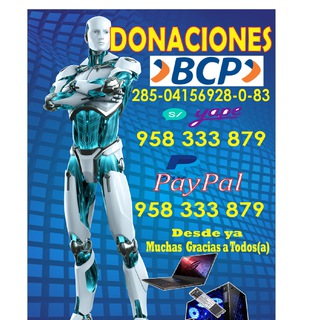 DONACIONES
BCP
285-04156928-0-83
S/ yape
958 333 879
PayPal
958 333 879
Desde ya
Muchas Gracias a Todos(a)